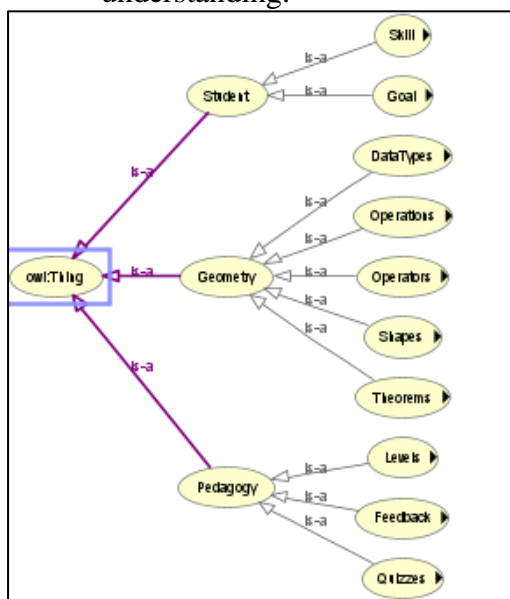 understanding.
Skill
is-a
Student
is-a
Goal
is-a
DataTypes
is-a
Operations
is-a
owl:Thing
is-a
Geometry
is-a
Operators
is-a
Shapes
is-a
Theorems
is-a
Levels
is-a
Pedagogy
is-a
Feedback
is-a
Quizzes